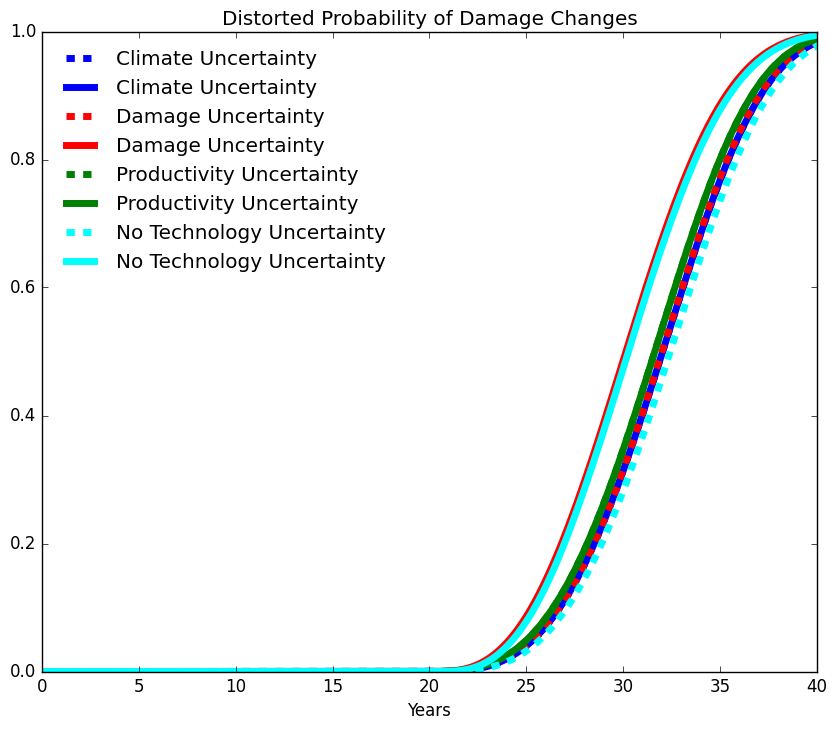 Distorted Probability of Damage Changes
1.0
0.8
0.6
0.4
0.2
0.0
Climate Uncertainty
Climate Uncertainty
Damage Uncertainty
Damage Uncertainty
Productivity Uncertainty
Productivity Uncertainty
No Technology Uncertainty
No Technology Uncertainty
0 5 10 15 20 25 30 35 40
Years